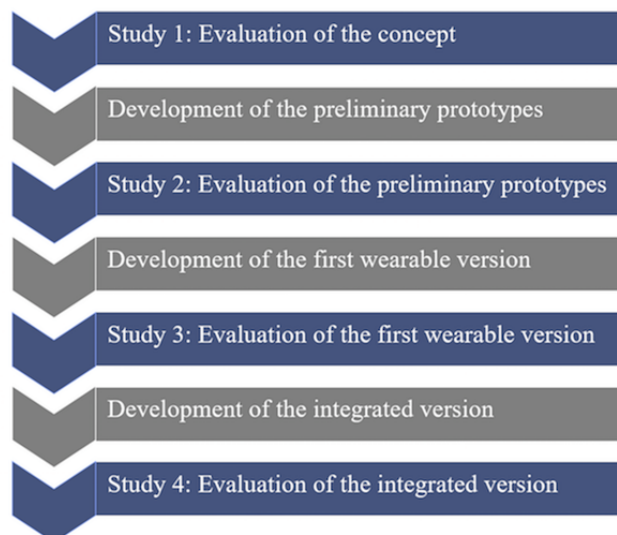 Study 1: Evaluation of the concept
Development of the preliminary prototypes
Study 2: Evaluation of the preliminary prototypes
Development of the first wearable version
Study 3: Evaluation of the first wearable version
Development of the integrated version
Study 4: Evaluation of the integrated version